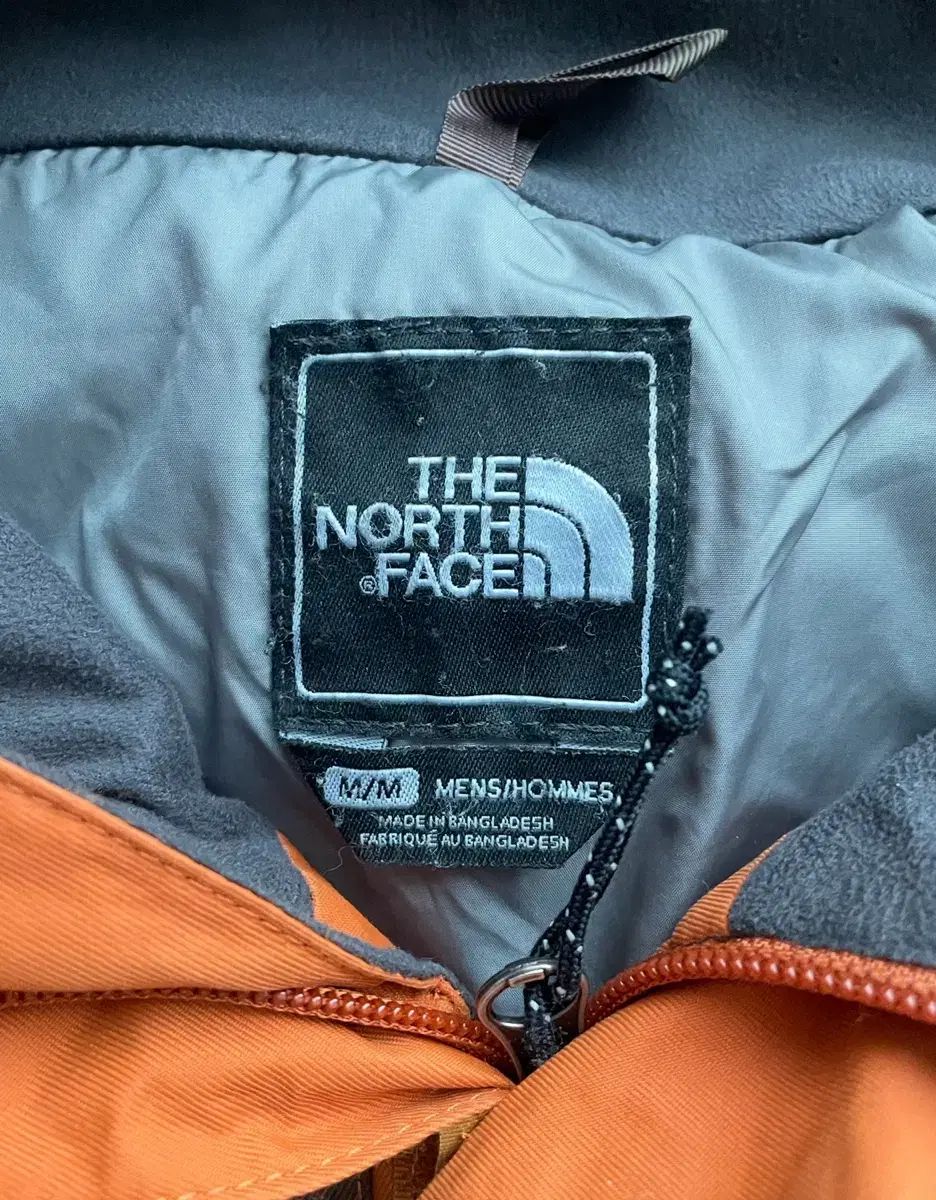 THE
NORTH
®FACE
M/M MENS/HOMMES
MADE IN BANGLADESH
FABRIQUÉ AU BANGLADESH